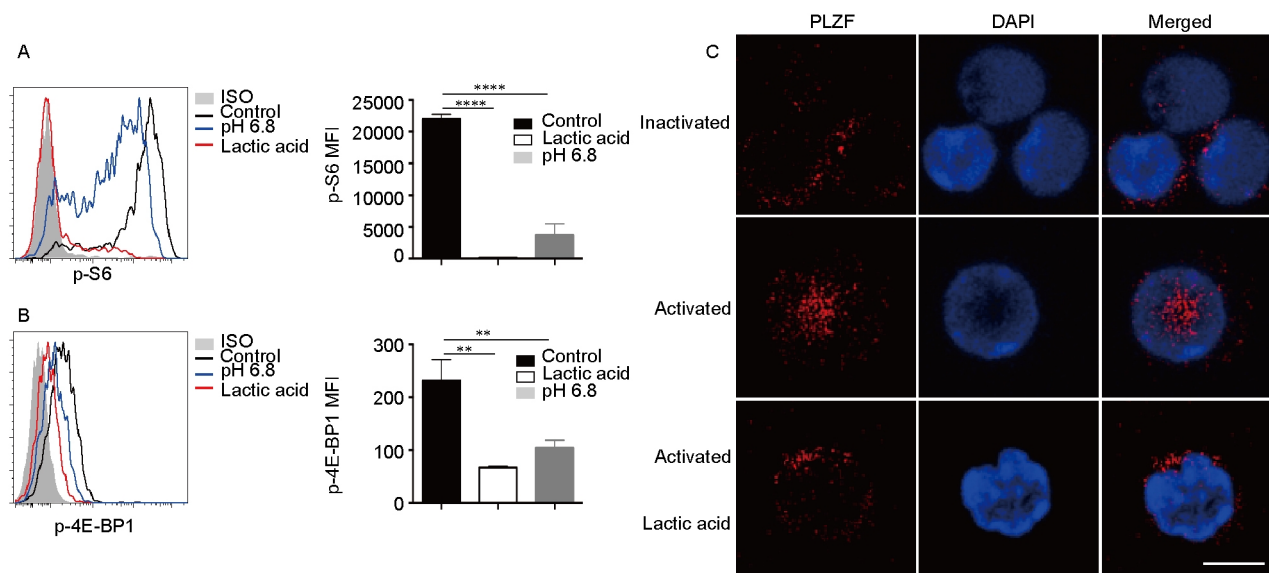 A
ISO
Control
pH 6.8
Lactic acid
p-S6
****
****
25000
20000
15000
10000
5000
0
p-S6 MFI
Control
Lactic acid
pH 6.8
B
ISO
Control
pH 6.8
Lactic acid
p-4E-BP1
**
**
300
200
100
0
p-4E-BP1 MFI
Control
Lactic acid
pH 6.8
C
PLZF DAPI Merged
Inactivated
Activated
Activated
Lactic acid